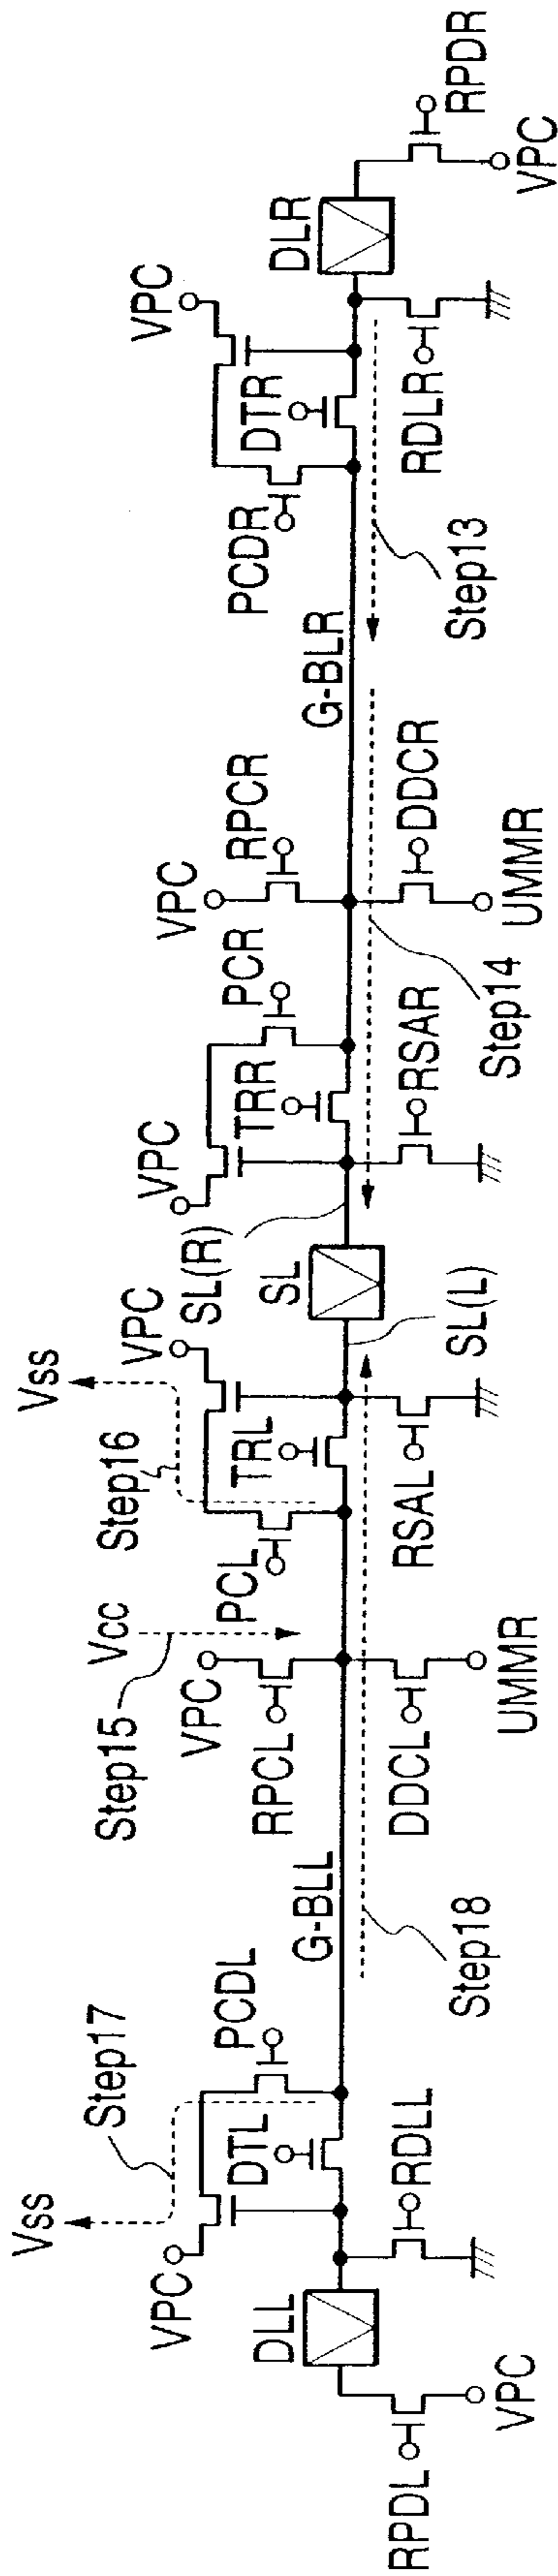 Vss
Step17
VPC
DLL
RPDL
VPC
DTL
PCDL
RDLL
G-BLL
Step18
Step15
Vcc
VPC
RPCL
DDCL
UMMR
Step16
Vss
PCL
TRL
VPC
RSAL
SL(L)
SL
SL(R)
VPC
TRR
PCR
RSAR
VPC
RPCR
Step14
DDCR
UMMR
G-BLR
Step13
PCDR
DTR
VPC
RDLR
DLR
RPDR
VPC